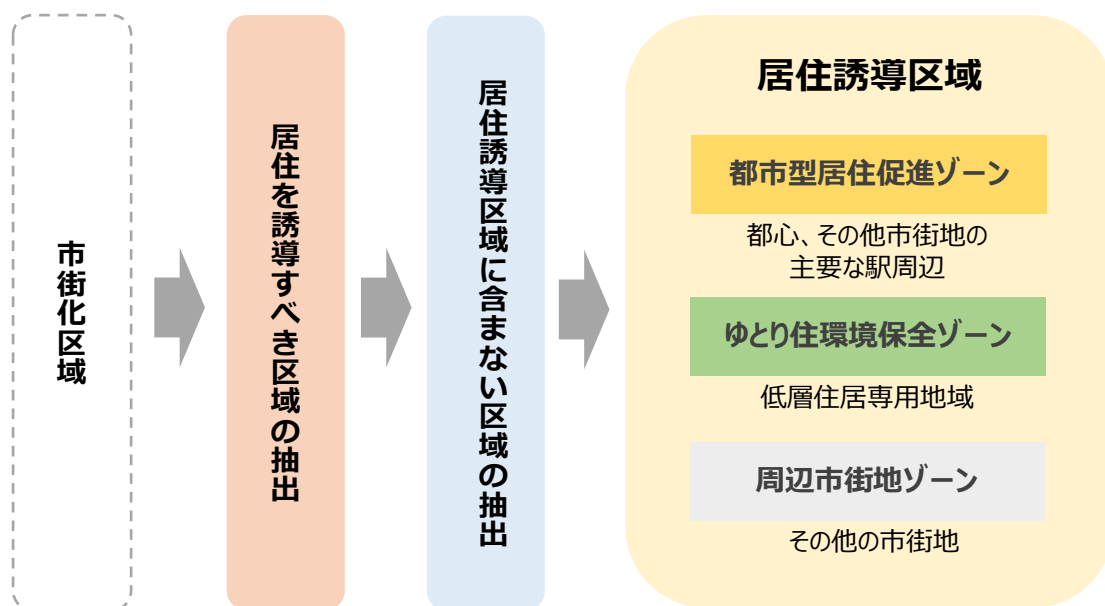 市街化区域
居住を誘導すべき区域の抽出
居住誘導区域に含まない区域の抽出
居住誘導区域
都市型居住促進ゾーン
都心、その他市街地の
主要な駅周辺
ゆとり住環境保全ゾーン
低層住居専用地域
周辺市街地ゾーン
その他の市街地